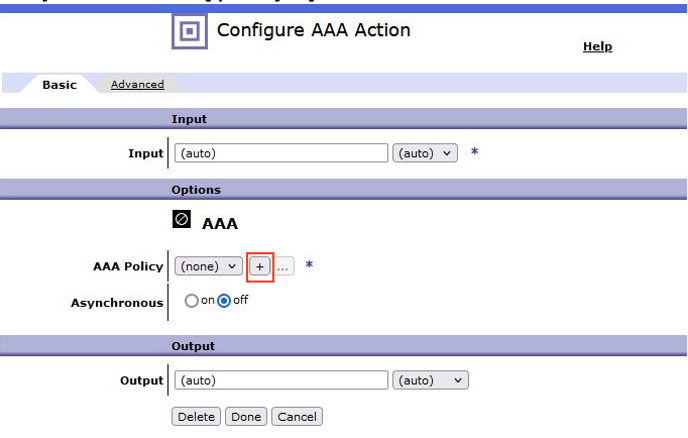 Configure AAA Action
Help
Basic Advanced
Input
Input (auto) (auto) *
Options
AAA
AAA Policy (none) + ... *
Asynchronous on off
Output
Output (auto) (auto)
Delete Done Cancel